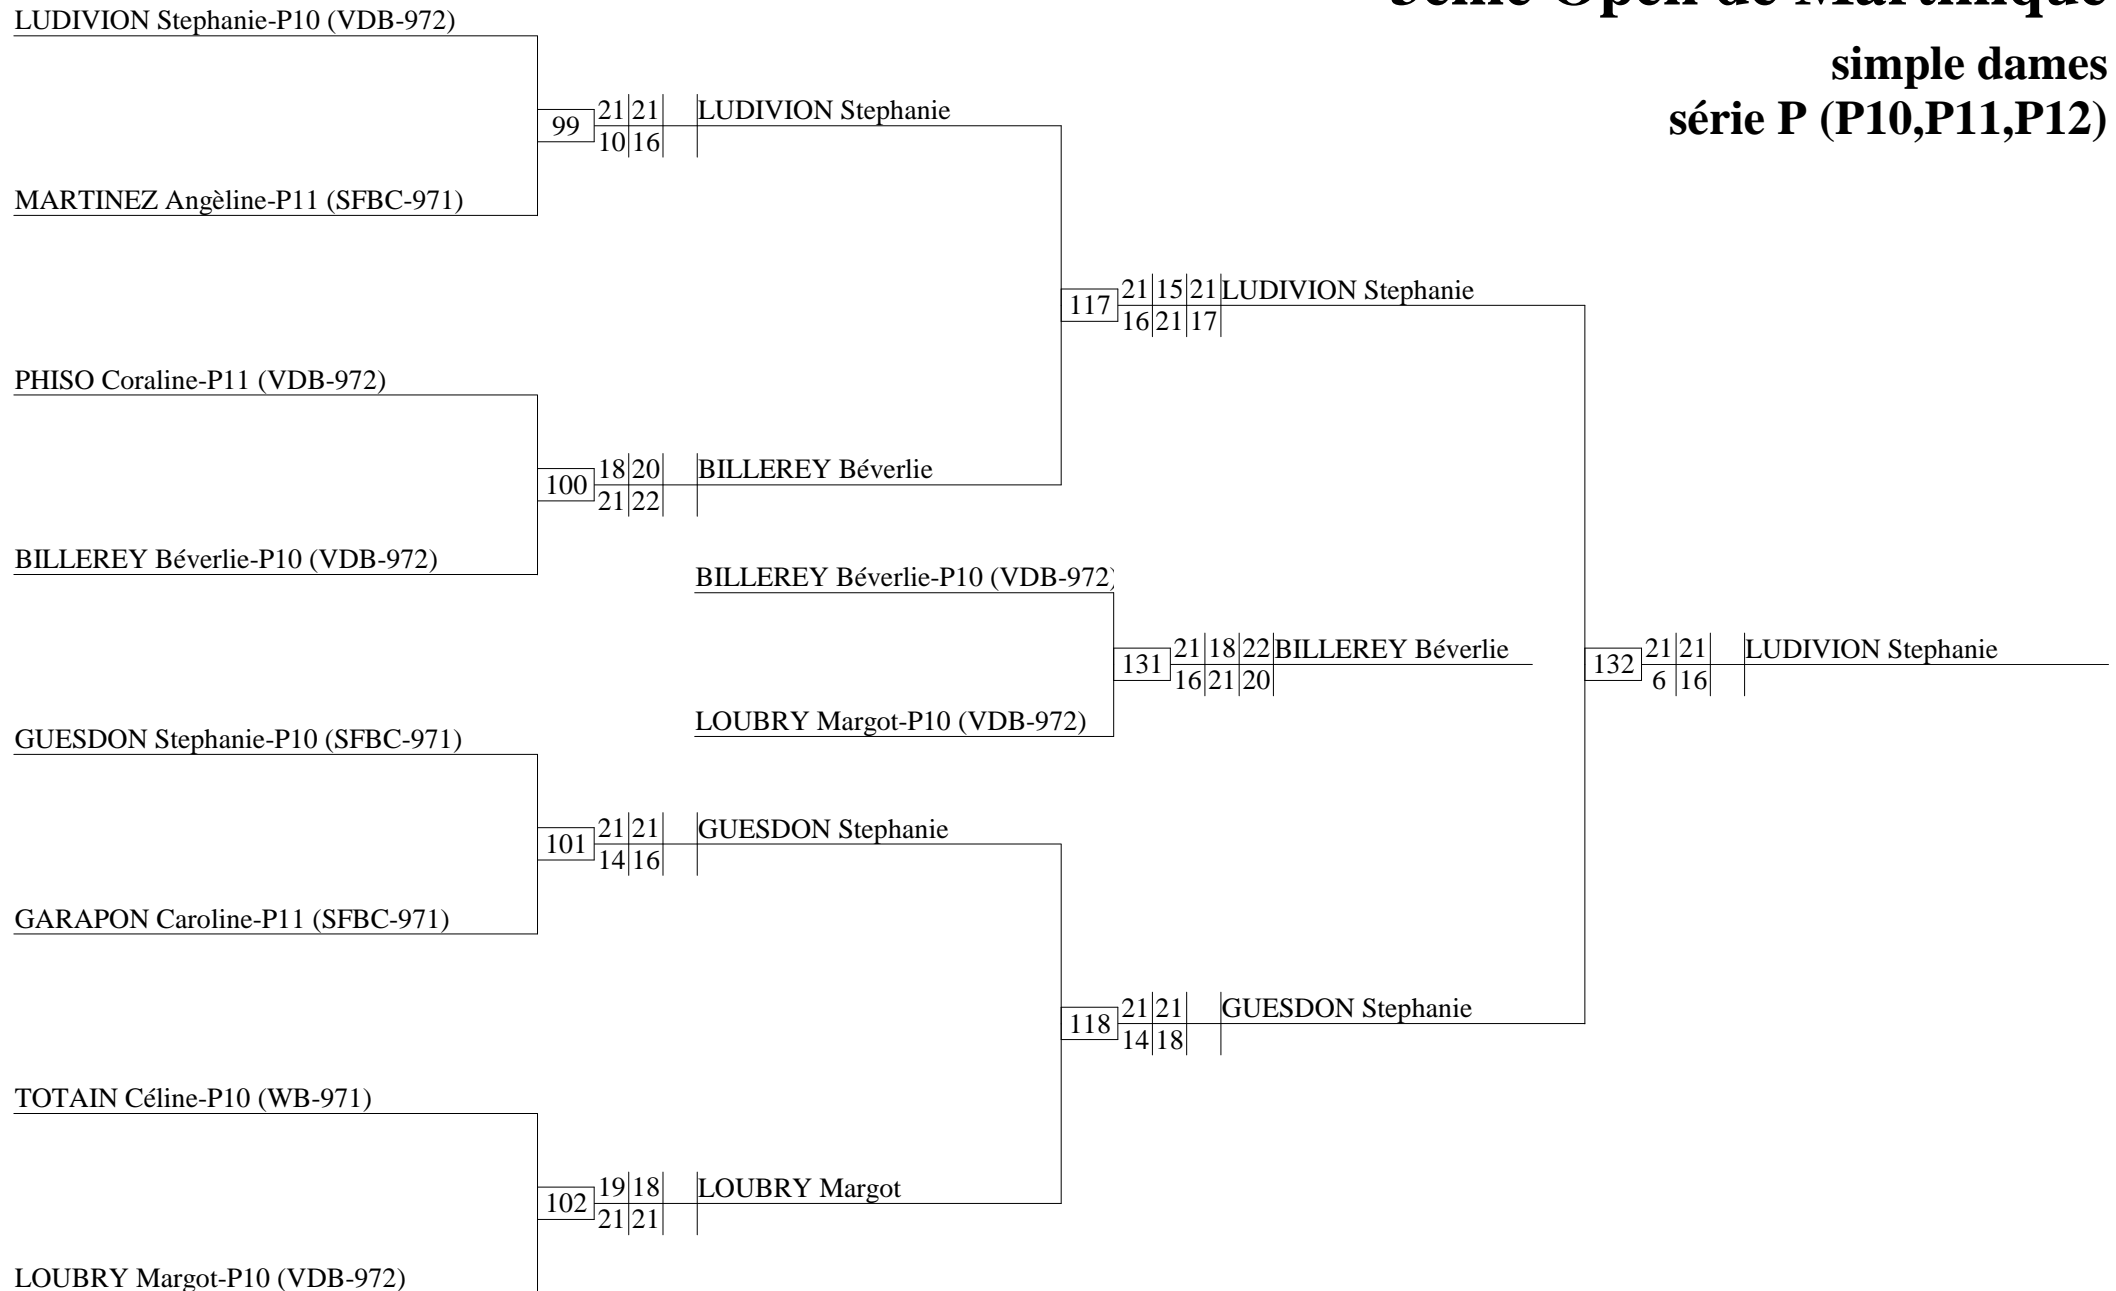 Open de Martinique
simple dames
série P (P10,P11,P12)
LUDIVION Stephanie-P10 (VDB-972)
99
21 21
10 16
LUDIVION Stephanie
MARTINEZ Angèline-P11 (SFBC-971)
117
21 15 21
16 21 17
LUDIVION Stephanie
PHISO Coraline-P11 (VDB-972)
100
18 20
21 22
BILLEREY Béverlie
BILLEREY Béverlie-P10 (VDB-972)
BILLEREY Béverlie-P10 (VDB-972)
131
21 18 22
16 21 20
BILLEREY Béverlie
132
21 21
6 16
LUDIVION Stephanie
LOUBRY Margot-P10 (VDB-972)
GUESDON Stephanie-P10 (SFBC-971)
101
21 21
14 16
GUESDON Stephanie
GARAPON Caroline-P11 (SFBC-971)
118
21 21
14 18
GUESDON Stephanie
TOTAIN Céline-P10 (WB-971)
102
19 18
21 21
LOUBRY Margot
LOUBRY Margot-P10 (VDB-972)